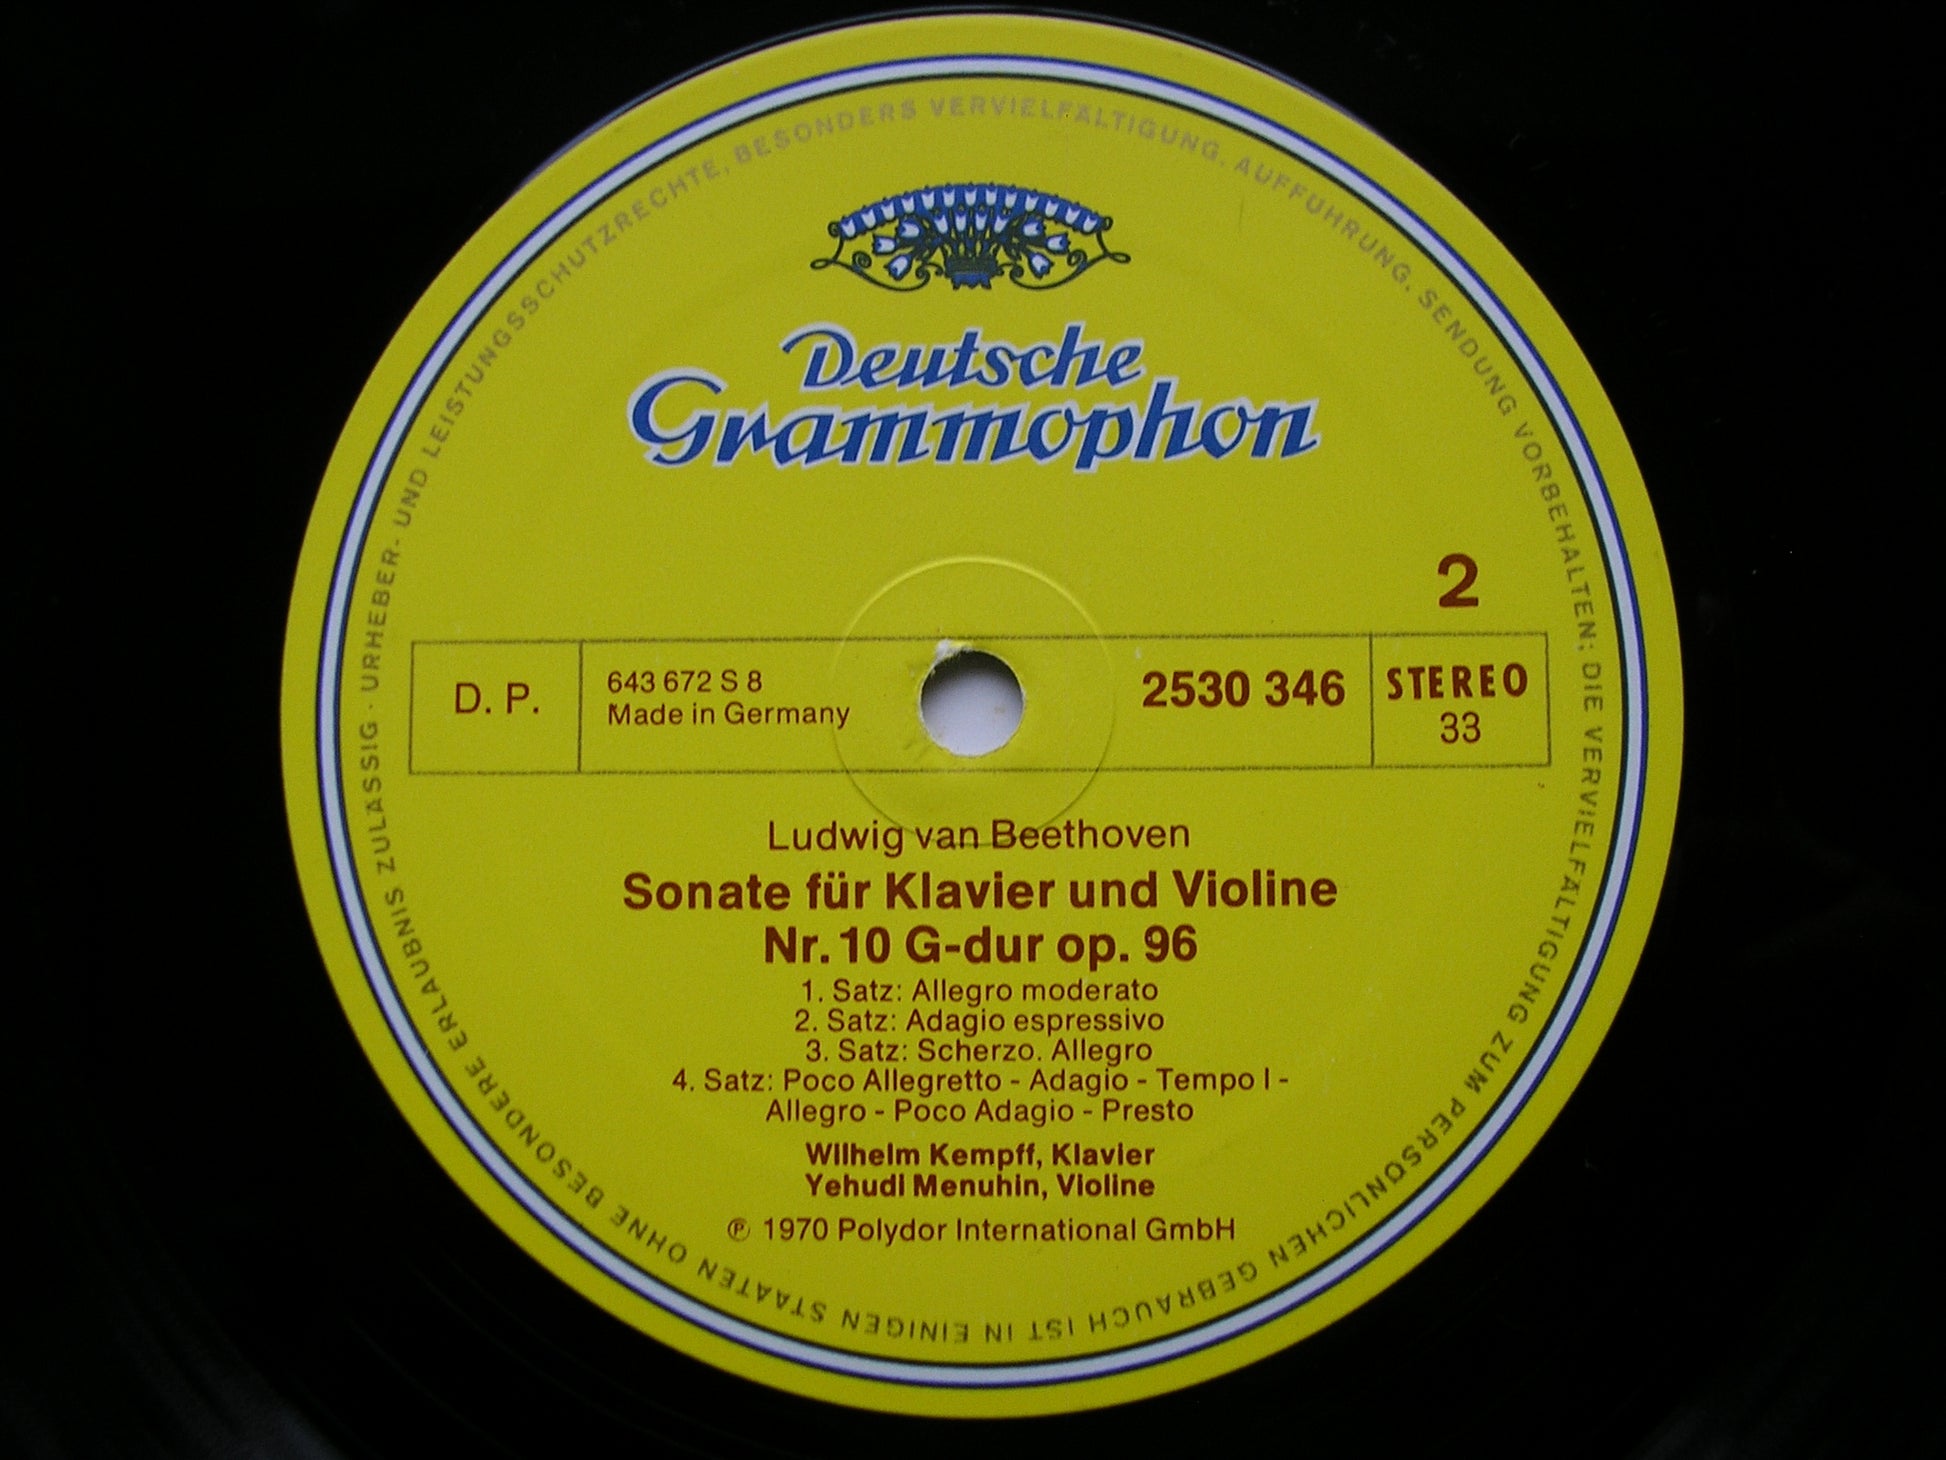 Deutsche
Grammophon
2
D. P.
643 672 S 8
Made in Germany
2530 346
STEREO
33
Ludwig van Beethoven
Sonate für Klavier und Violine
Nr. 10 G-dur op. 96
1. Satz: Allegro moderato
2. Satz: Adagio espressivo
3. Satz: Scherzo. Allegro
4. Satz: Poco Allegretto - Adagio - Tempo I -
Allegro - Poco Adagio - Presto
Wilhelm Kempff, Klavier
Yehudi Menuhin, Violine
℗ 1970 Polydor International GmbH
URHEBER- UND LEISTUNGSSCHUTZRECHTE, BESONDERS VERVIELFÄLTIGUNG, AUFFÜHRUNG, SENDUNG VORBEHALTEN; DIE VERVIELFÄLTIGUNG ZUM PERSÖNLICHEN GEBRAUCH IST IN EINIGEN STAATEN OHNE BESONDERE ERLAUBNIS ZULÄSSIG ·